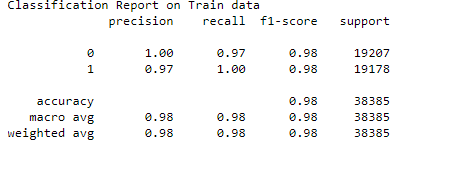 Classification Report on Train data
precision recall f1-score support
0 1.00 0.97 0.98 19207
1 0.97 1.00 0.98 19178
accuracy 0.98 38385
macro avg 0.98 0.98 0.98 38385
weighted avg 0.98 0.98 0.98 38385